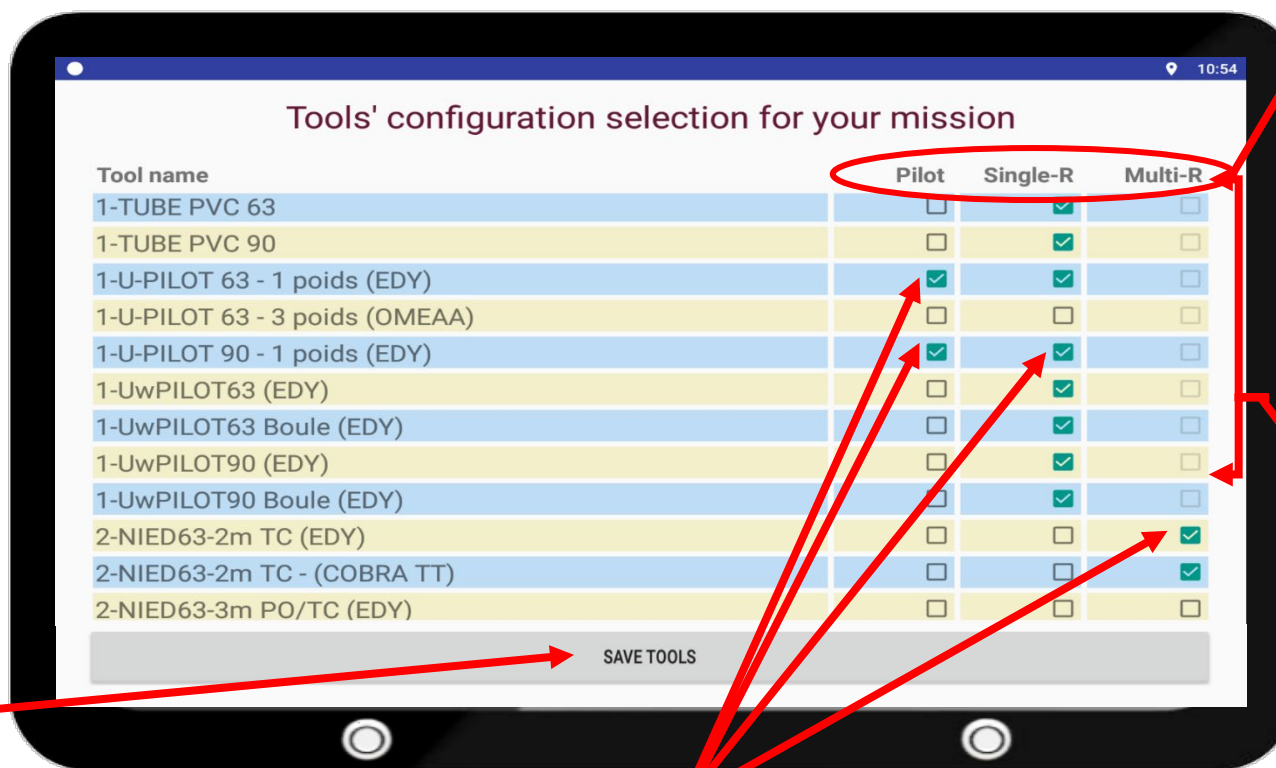 10:54
Tools' configuration selection for your mission
Tool name Pilot Single-R Multi-R
1-TUBE PVC 63
1-TUBE PVC 90
1-U-PILOT 63 - 1 poids (EDY)
1-U-PILOT 63 - 3 poids (OMEAA)
1-U-PILOT 90 - 1 poids (EDY)
1-UwPILOT63 (EDY)
1-UwPILOT63 Boule (EDY)
1-UwPILOT90 (EDY)
1-UwPILOT90 Boule (EDY)
2-NIED63-2m TC (EDY)
2-NIED63-2m TC - (COBRA TT)
2-NIED63-3m PO/TC (EDY)
SAVE TOOLS